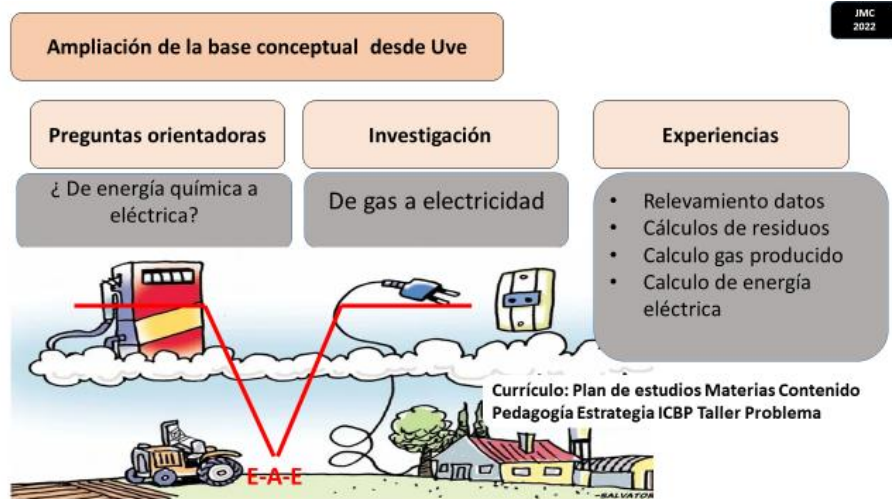 JMC
2022
Ampliación de la base conceptual desde Uve
Preguntas orientadoras
¿ De energía química a
eléctrica?
Investigación
De gas a electricidad
Experiencias
• Relevamiento datos
• Cálculos de residuos
• Calculo gas producido
• Calculo de energía
eléctrica
Currículo: Plan de estudios Materias Contenido
Pedagogía Estrategia ICBP Taller Problema
E-A-E
-SALVATOR